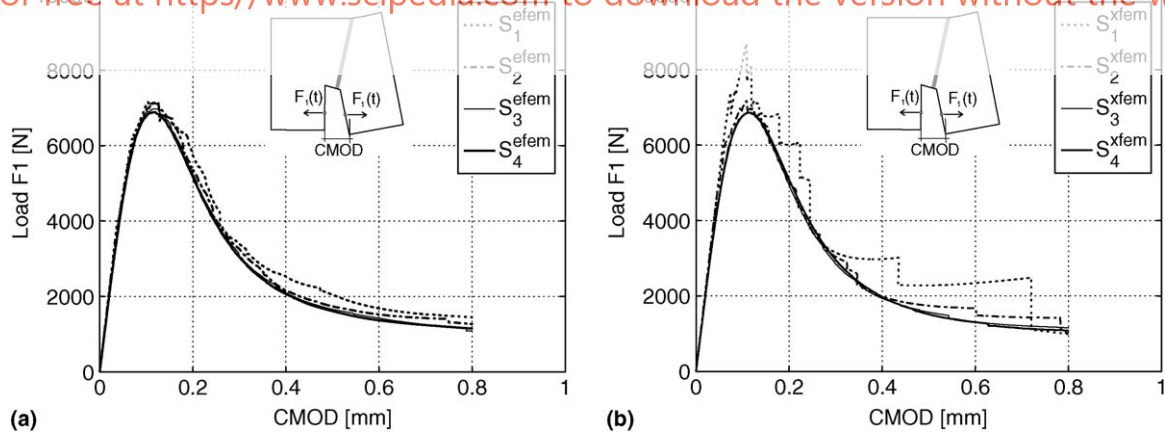 or free at https//www.scipedia.com to download the version without the w
Load F1 [N]
8000
6000
4000
2000
0
0
0.2
0.4
0.6
0.8
1
CMOD [mm]
(a)
F₁(t)
F₁(t)
CMOD
S₁ᵉᶠᵉᵐ
S₂ᵉᶠᵉᵐ
S₃ᵉᶠᵉᵐ
S₄ᵉᶠᵉᵐ
Load F1 [N]
8000
6000
4000
2000
0
0
0.2
0.4
0.6
0.8
1
CMOD [mm]
(b)
F₁(t)
F₁(t)
CMOD
S₁ˣᶠᵉᵐ
S₂ˣᶠᵉᵐ
S₃ˣᶠᵉᵐ
S₄ˣᶠᵉᵐ